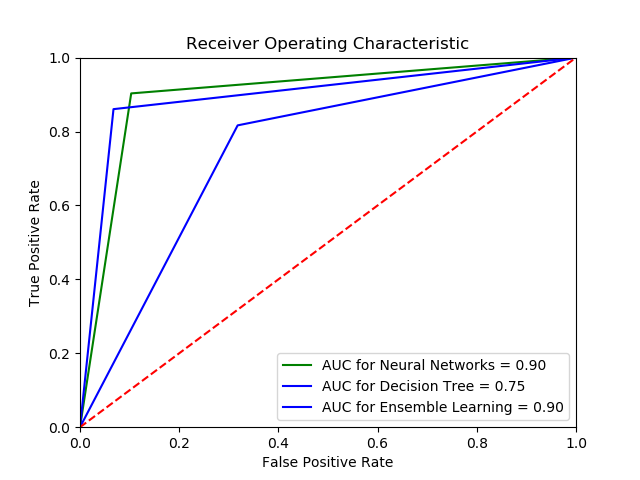 Receiver Operating Characteristic
True Positive Rate
1.0
0.8
0.6
0.4
0.2
0.0
AUC for Neural Networks = 0.90
AUC for Decision Tree = 0.75
AUC for Ensemble Learning = 0.90
0.0 0.2 0.4 0.6 0.8 1.0
False Positive Rate